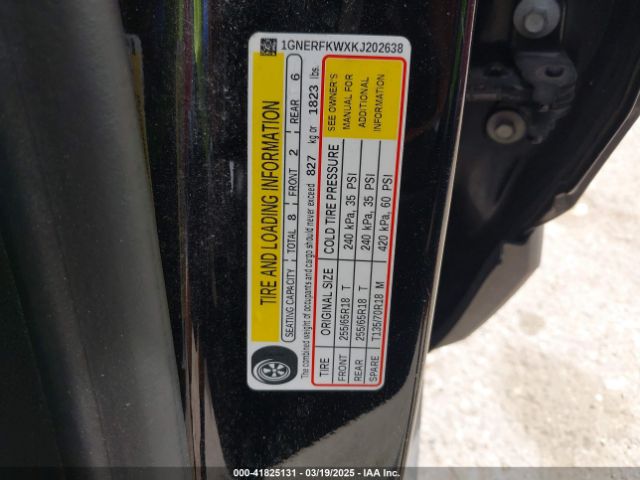 1GNERFKWXKJ202638
TIRE AND LOADING INFORMATION
SEATING CAPACITY TOTAL 8 FRONT 2 REAR 6
The combined weight of occupants and cargo should never exceed 827 kg or 1823 lbs.
TIRE ORIGINAL SIZE COLD TIRE PRESSURE SEE OWNER'S
FRONT 255/65R18 T 240 kPa, 35 PSI MANUAL FOR
REAR 255/65R18 T 240 kPa, 35 PSI ADDITIONAL
SPARE T135/70R18 M 420 kPa, 60 PSI INFORMATION
000-41825131 - 03/19/2025 - IAA Inc.